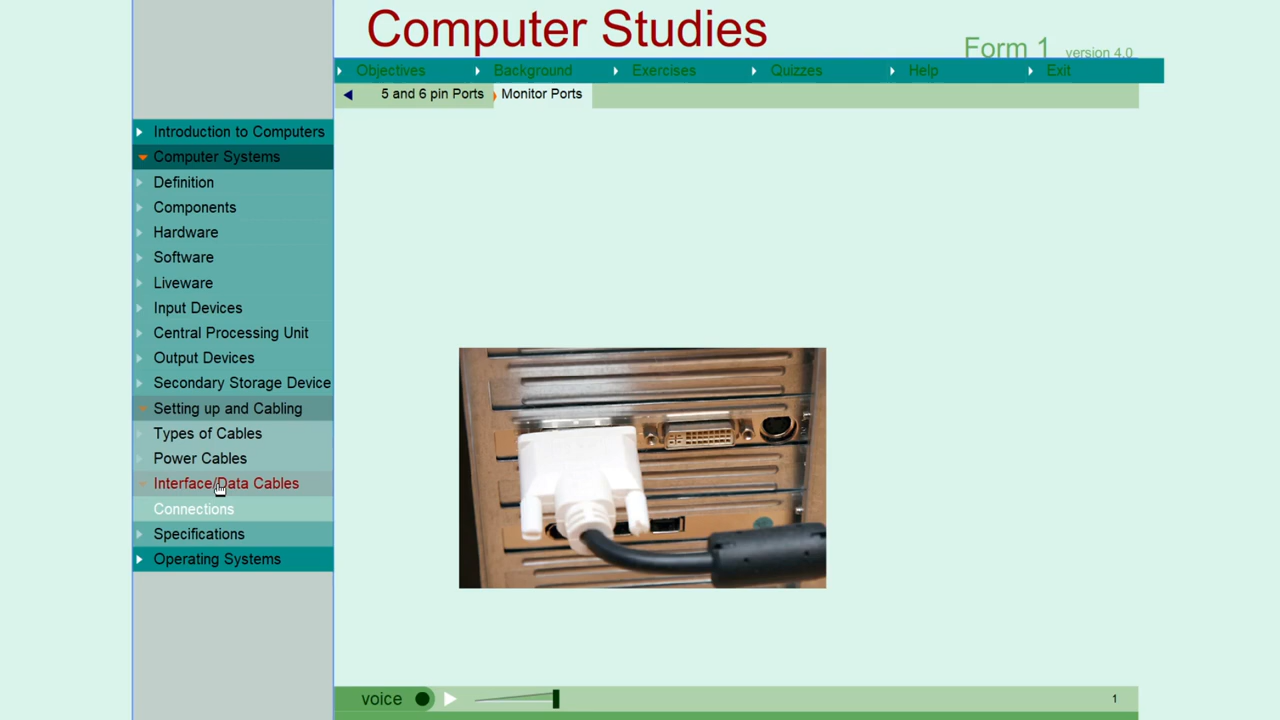 Computer Studies
Form 1 version 4.0
Objectives Background Exercises Quizzes Help Exit
5 and 6 pin Ports Monitor Ports
Introduction to Computers
Computer Systems
Definition
Components
Hardware
Software
Liveware
Input Devices
Central Processing Unit
Output Devices
Secondary Storage Device
Setting up and Cabling
Types of Cables
Power Cables
Interface/Data Cables
Connections
Specifications
Operating Systems
voice 1